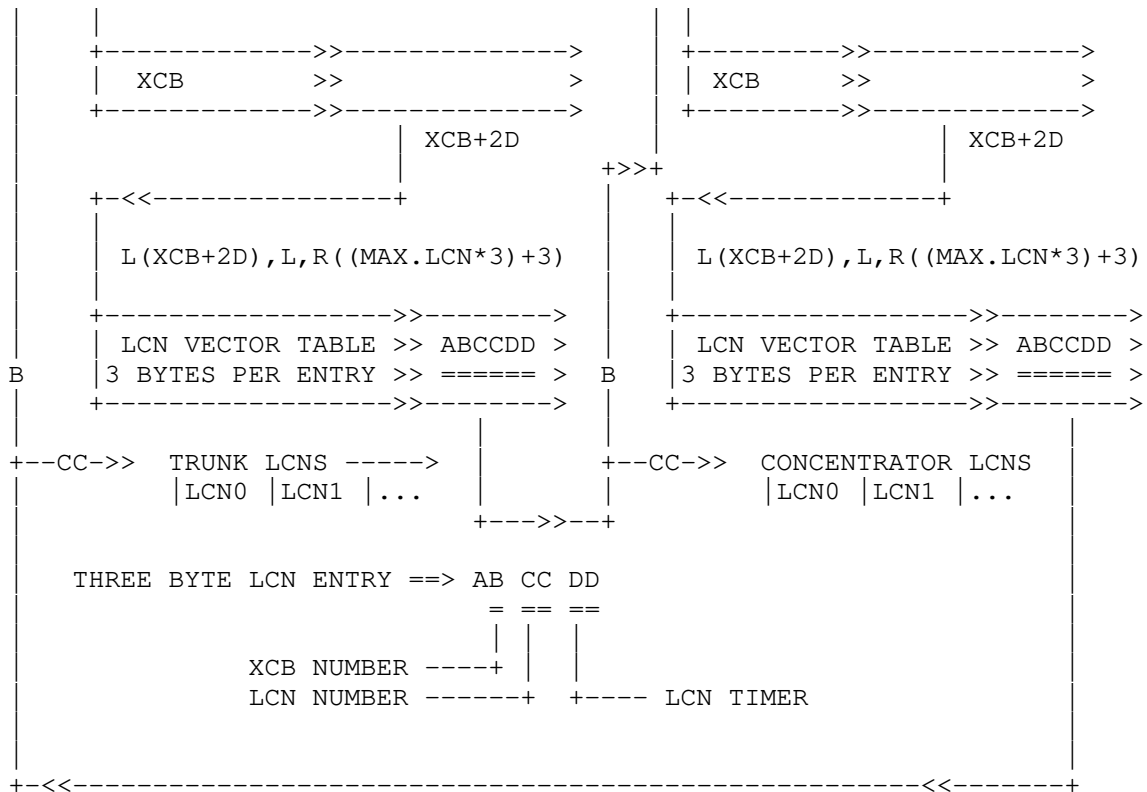 XCB >> > XCB >> >
XCB+2D XCB+2D
L(XCB+2D),L,R((MAX.LCN*3)+3) L(XCB+2D),L,R((MAX.LCN*3)+3)
LCN VECTOR TABLE >> ABCCDD > LCN VECTOR TABLE >> ABCCDD >
B 3 BYTES PER ENTRY >> ====== > B 3 BYTES PER ENTRY >> ====== >
+--CC->> TRUNK LCNS -----> +--CC->> CONCENTRATOR LCNS
|LCN0 |LCN1 |... |LCN0 |LCN1 |...
THREE BYTE LCN ENTRY ==> AB CC DD
= == ==
XCB NUMBER ----+
LCN NUMBER ------+ +---- LCN TIMER